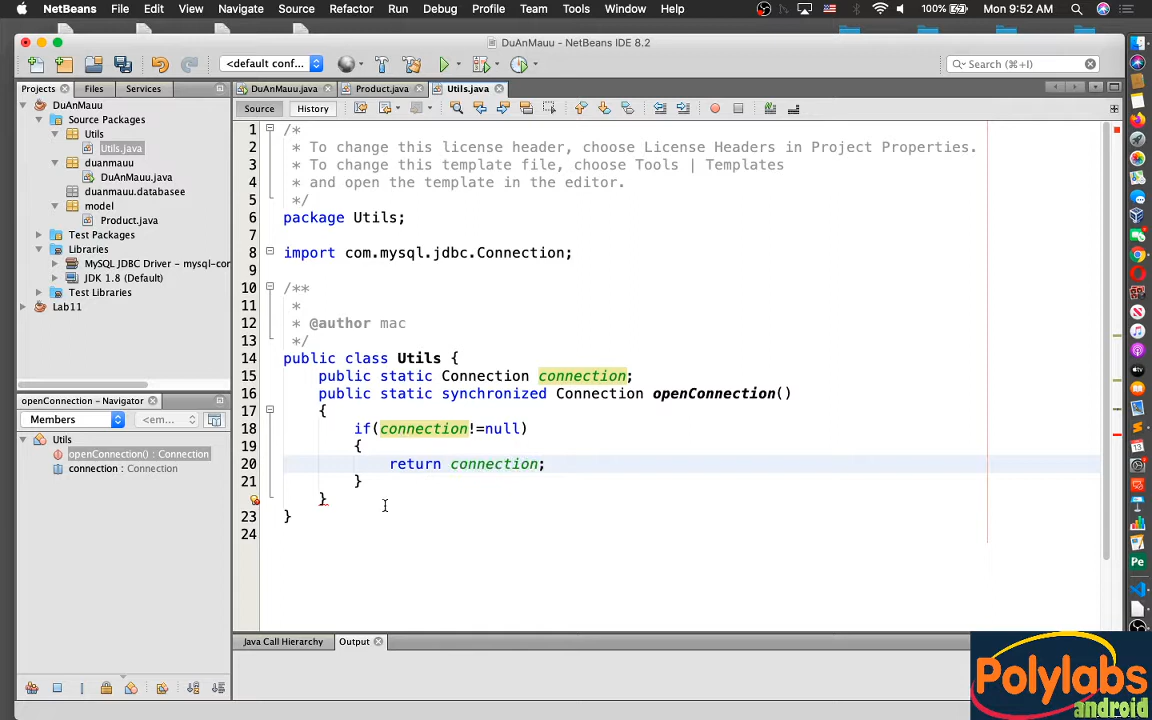 NetBeans File Edit View Navigate Source Refactor Run Debug Profile Team Tools Window Help 100% Mon 9:52 AM
DuAnMauu - NetBeans IDE 8.2
<default conf... Search (⌘+I)
Projects Files Services DuAnMauu.java Product.java Utils.java
Source History
DuAnMauu
Source Packages
Utils
Utils.java
duanmauu
DuAnMauu.java
duanmauu.databasee
model
Product.java
Test Packages
Libraries
MySQL JDBC Driver - mysql-cor
JDK 1.8 (Default)
Test Libraries
Lab11
openConnection - Navigator
Members <em...
Utils
openConnection() : Connection
connection : Connection
1 /*
2 * To change this license header, choose License Headers in Project Properties.
3 * To change this template file, choose Tools | Templates
4 * and open the template in the editor.
5 */
6 package Utils;
7
8 import com.mysql.jdbc.Connection;
9
10 /**
11 *
12 * @author mac
13 */
14 public class Utils {
15 public static Connection connection;
16 public static synchronized Connection openConnection()
17 {
18 if(connection!=null)
19 {
20 return connection;
21 }
}
23 }
24
Java Call Hierarchy Output
Polylabs
android